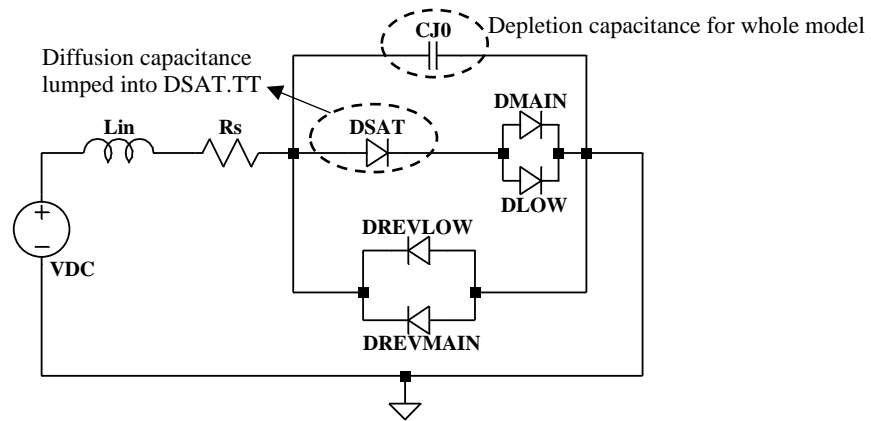 CJ0
Depletion capacitance for whole model
Diffusion capacitance
lumped into DSAT.TT
DMAIN
Lin
Rs
DSAT
DLOW
DREVLOW
+
−
VDC
DREVMAIN